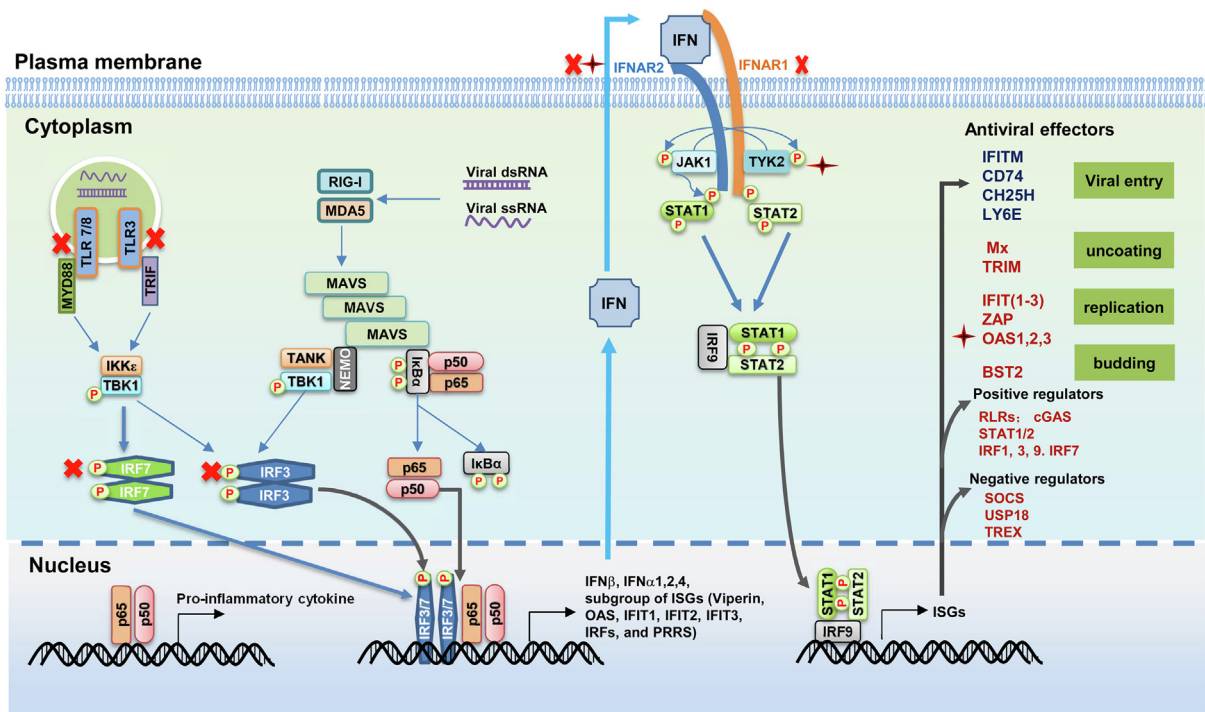 Plasma membrane
IFN
IFNAR2
IFNAR1
Cytoplasm
TLR 7/8
TLR3
MYD88
TRIF
RIG-I
MDA5
Viral dsRNA
Viral ssRNA
MAVS
MAVS
MAVS
IKKε
TBK1
P
TANK
TBK1
NEMO
P
IκBα
P
P
p50
p65
P
IRF7
P
IRF7
P
IRF3
P
IRF3
p65
p50
IκBα
P
P
IFN
P
JAK1
TYK2
P
P
STAT1
P
P
STAT2
P
IRF9
STAT1
P
P
STAT2
Antiviral effectors
IFITM
CD74
CH25H
LY6E
Viral entry
Mx
TRIM
uncoating
IFIT(1-3)
ZAP
OAS1,2,3
replication
BST2
budding
Positive regulators
RLRs; cGAS
STAT1/2
IRF1, 3, 9. IRF7
Negative regulators
SOCS
USP18
TREX
Nucleus
p65
p50
Pro-inflammatory cytokine
P
P
IRF3/7
IRF3/7
p65
p50
IFNβ, IFNα1,2,4,
subgroup of ISGs (Viperin,
OAS, IFIT1, IFIT2, IFIT3,
IRFs, and PRRS)
STAT1
P
P
STAT2
IRF9
ISGs